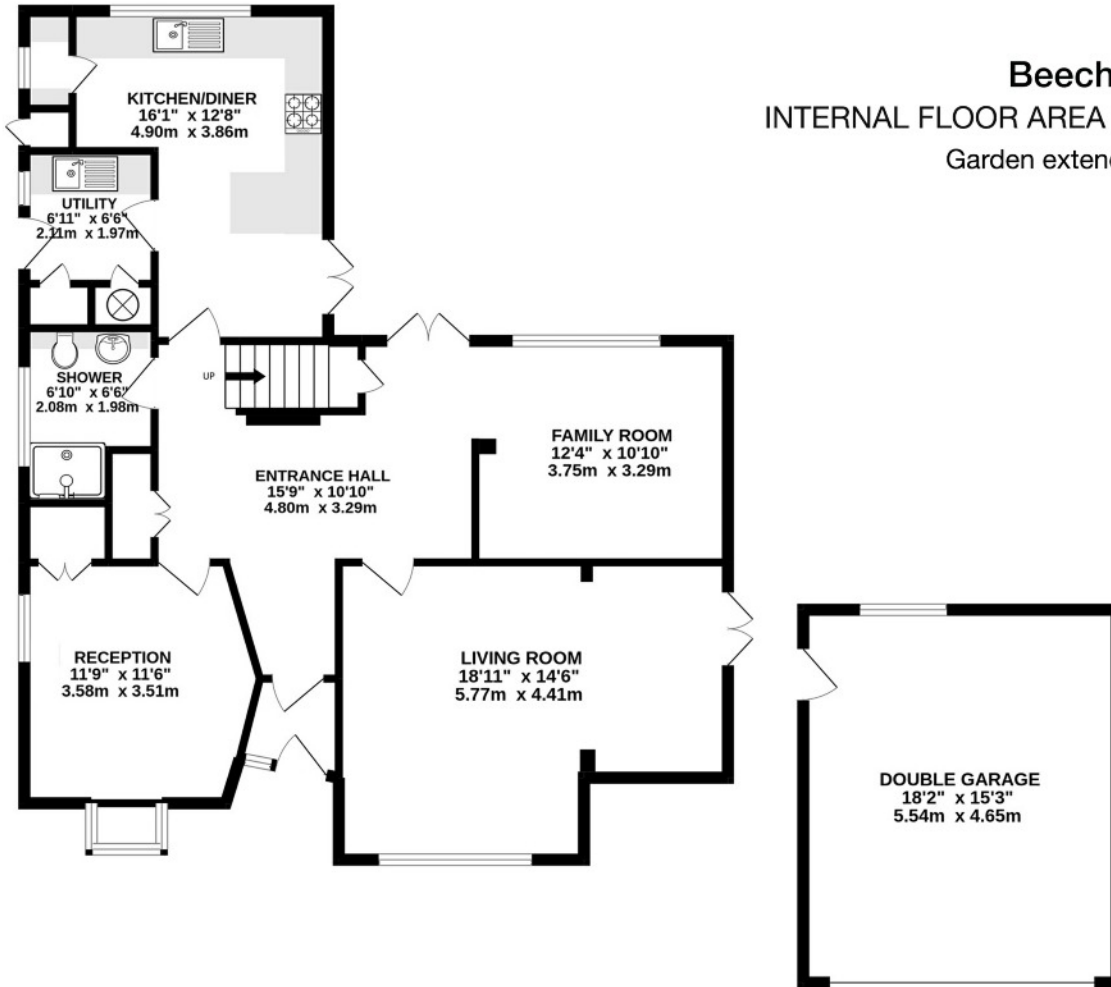 Beech
INTERNAL FLOOR AREA
Garden exten
KITCHEN/DINER
16'1" x 12'8"
4.90m x 3.86m
UTILITY
6'11" x 6'6"
2.11m x 1.97m
UP
SHOWER
6'10" x 6'6"
2.08m x 1.98m
FAMILY ROOM
12'4" x 10'10"
3.75m x 3.29m
ENTRANCE HALL
15'9" x 10'10"
4.80m x 3.29m
RECEPTION
11'9" x 11'6"
3.58m x 3.51m
LIVING ROOM
18'11" x 14'6"
5.77m x 4.41m
DOUBLE GARAGE
18'2" x 15'3"
5.54m x 4.65m